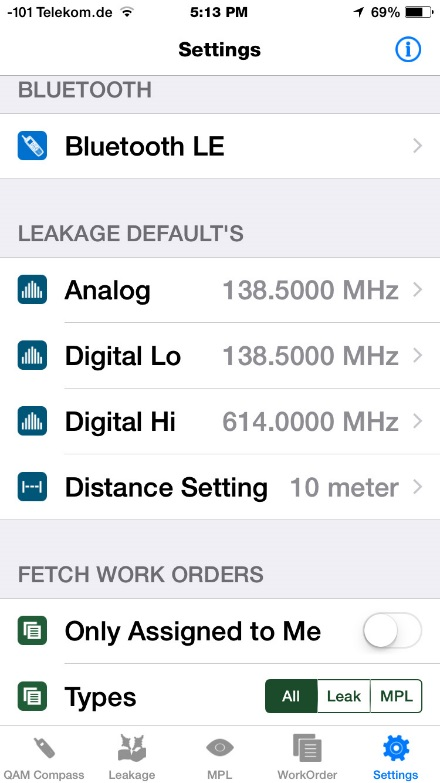 -101 Telekom.de 5:13 PM 69%
Settings
BLUETOOTH
Bluetooth LE
LEAKAGE DEFAULT'S
Analog 138.5000 MHz
Digital Lo 138.5000 MHz
Digital Hi 614.0000 MHz
Distance Setting 10 meter
FETCH WORK ORDERS
Only Assigned to Me
Types All Leak MPL
QAM Compass Leakage MPL WorkOrder Settings